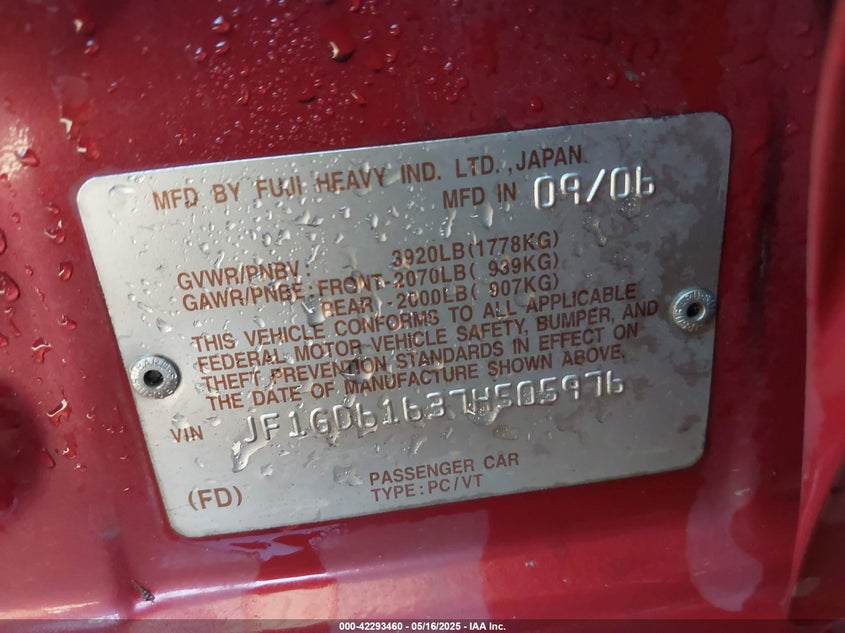 MFD BY FUJI HEAVY IND. LTD., JAPAN.
MFD IN 09/06
GVWR/PNBV: 3920LB(1778KG)
GAWR/PNBE: FRONT-2070LB( 939KG)
REAR -2000LB( 907KG)
THIS VEHICLE CONFORMS TO ALL APPLICABLE
FEDERAL MOTOR VEHICLE SAFETY, BUMPER, AND
THEFT PREVENTION STANDARDS IN EFFECT ON
THE DATE OF MANUFACTURE SHOWN ABOVE.
VIN JF1GD61637H505976
PASSENGER CAR
(FD) TYPE: PC/VT
000-42293460 - 05/16/2025 - IAA Inc.